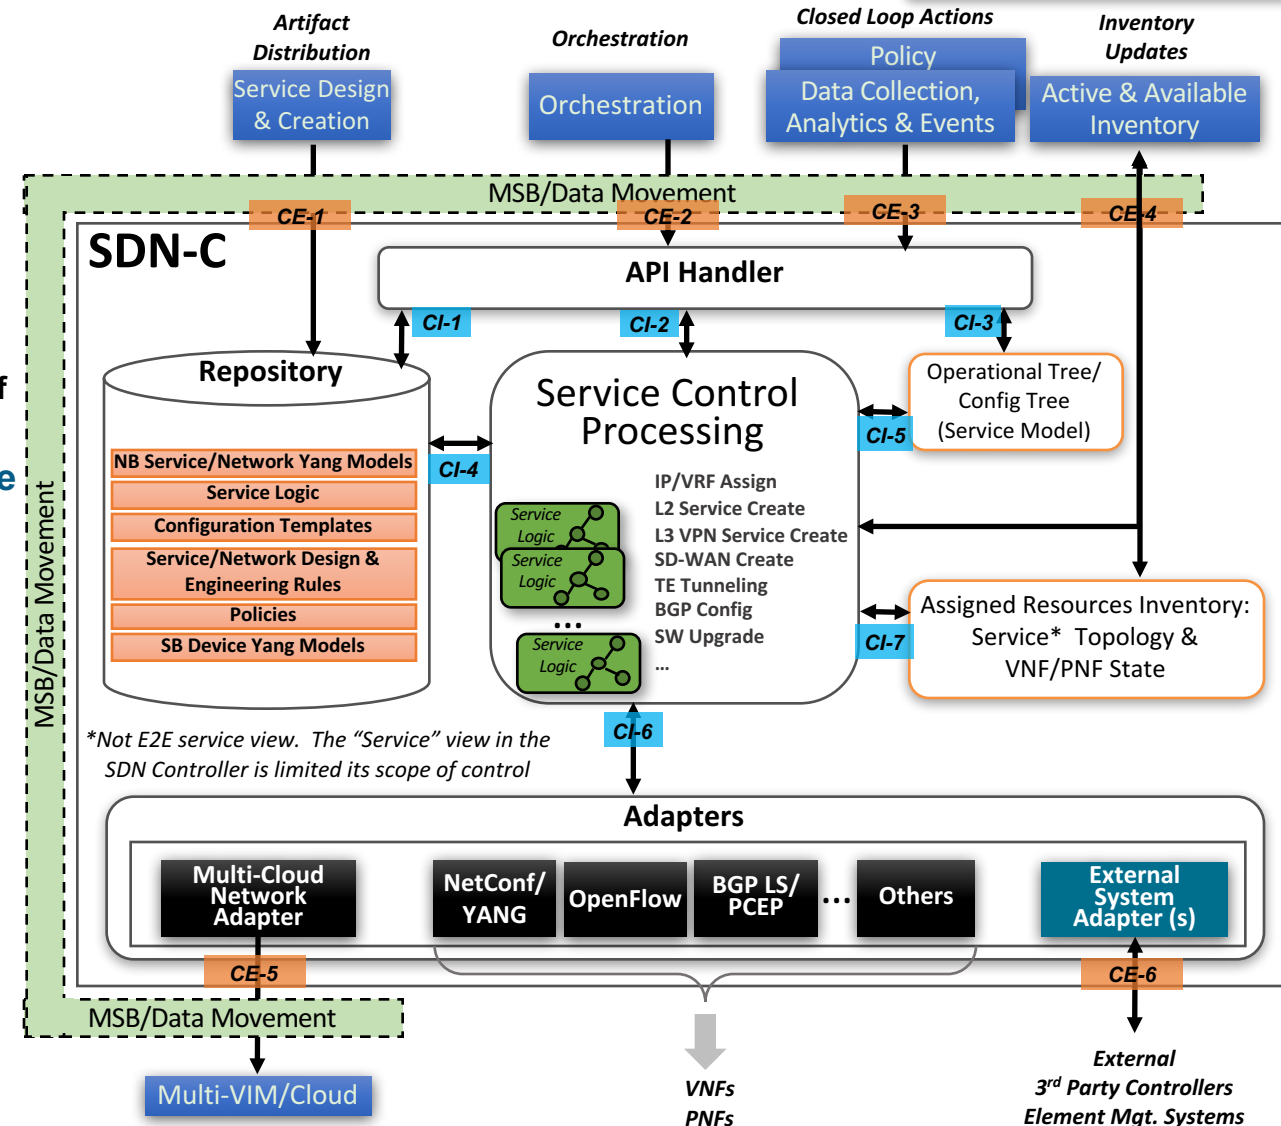 Artifact
Distribution
Orchestration
Closed Loop Actions
Inventory
Updates
Service Design
& Creation
Orchestration
Policy
Data Collection,
Analytics & Events
Active & Available
Inventory
MSB/Data Movement
CE-1
CE-2
CE-3
CE-4
SDN-C
API Handler
CI-1
CI-2
CI-3
Repository
NB Service/Network Yang Models
Service Logic
Configuration Templates
Service/Network Design &
Engineering Rules
Policies
SB Device Yang Models
CI-4
Service Control
Processing
IP/VRF Assign
L2 Service Create
L3 VPN Service Create
SD-WAN Create
TE Tunneling
BGP Config
SW Upgrade
...
Service
Logic
Service
Logic
...
Service
Logic
Operational Tree/
Config Tree
(Service Model)
CI-5
Assigned Resources Inventory:
Service* Topology &
VNF/PNF State
CI-7
f
e
MSB/Data Movement
CI-6
*Not E2E service view. The “Service” view in the
SDN Controller is limited its scope of control
Adapters
Multi-Cloud
Network
Adapter
NetConf/
YANG
OpenFlow
BGP LS/
PCEP
...
Others
External
System
Adapter (s)
CE-5
CE-6
MSB/Data Movement
Multi-VIM/Cloud
VNFs
PNFs
External
3rd Party Controllers
Element Mgt. Systems